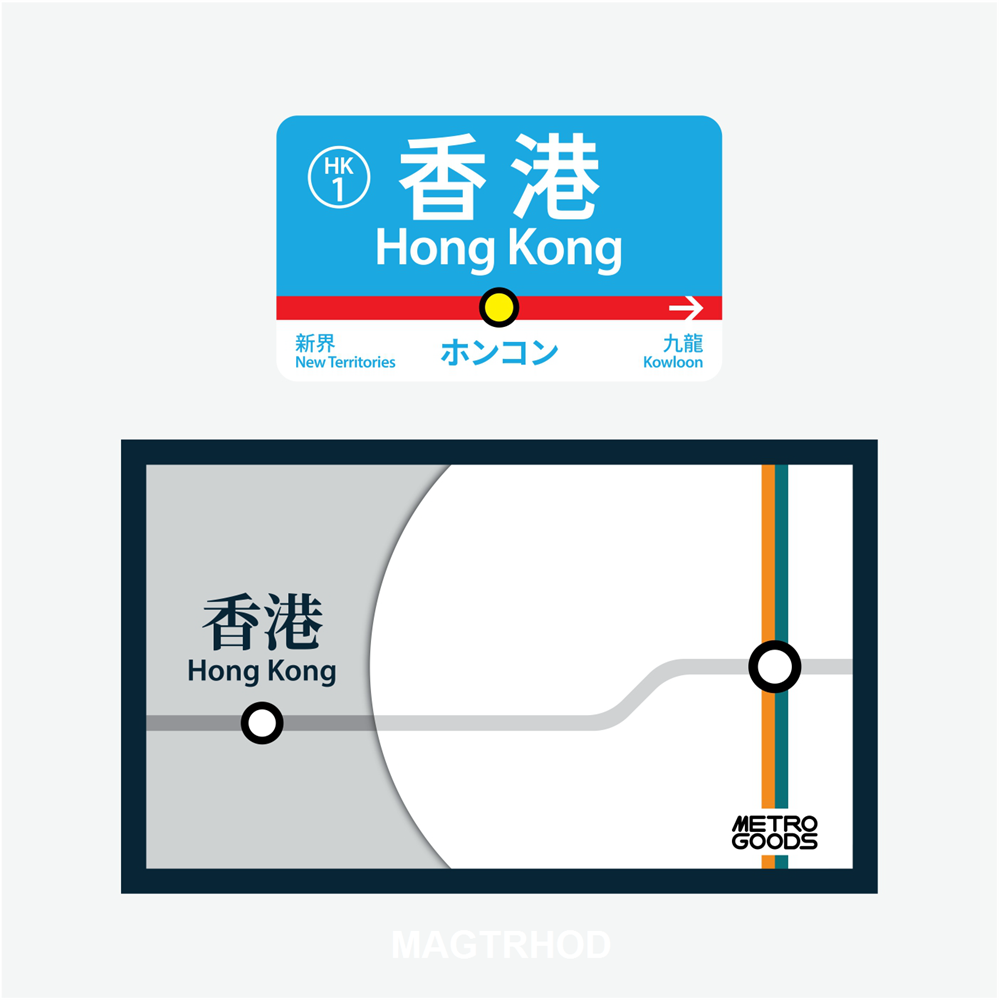 HK
1
香港
Hong Kong
新界
New Territories
ホンコン
九龍
Kowloon
香港
Hong Kong
METRO
GOODS
MAGTRHOD